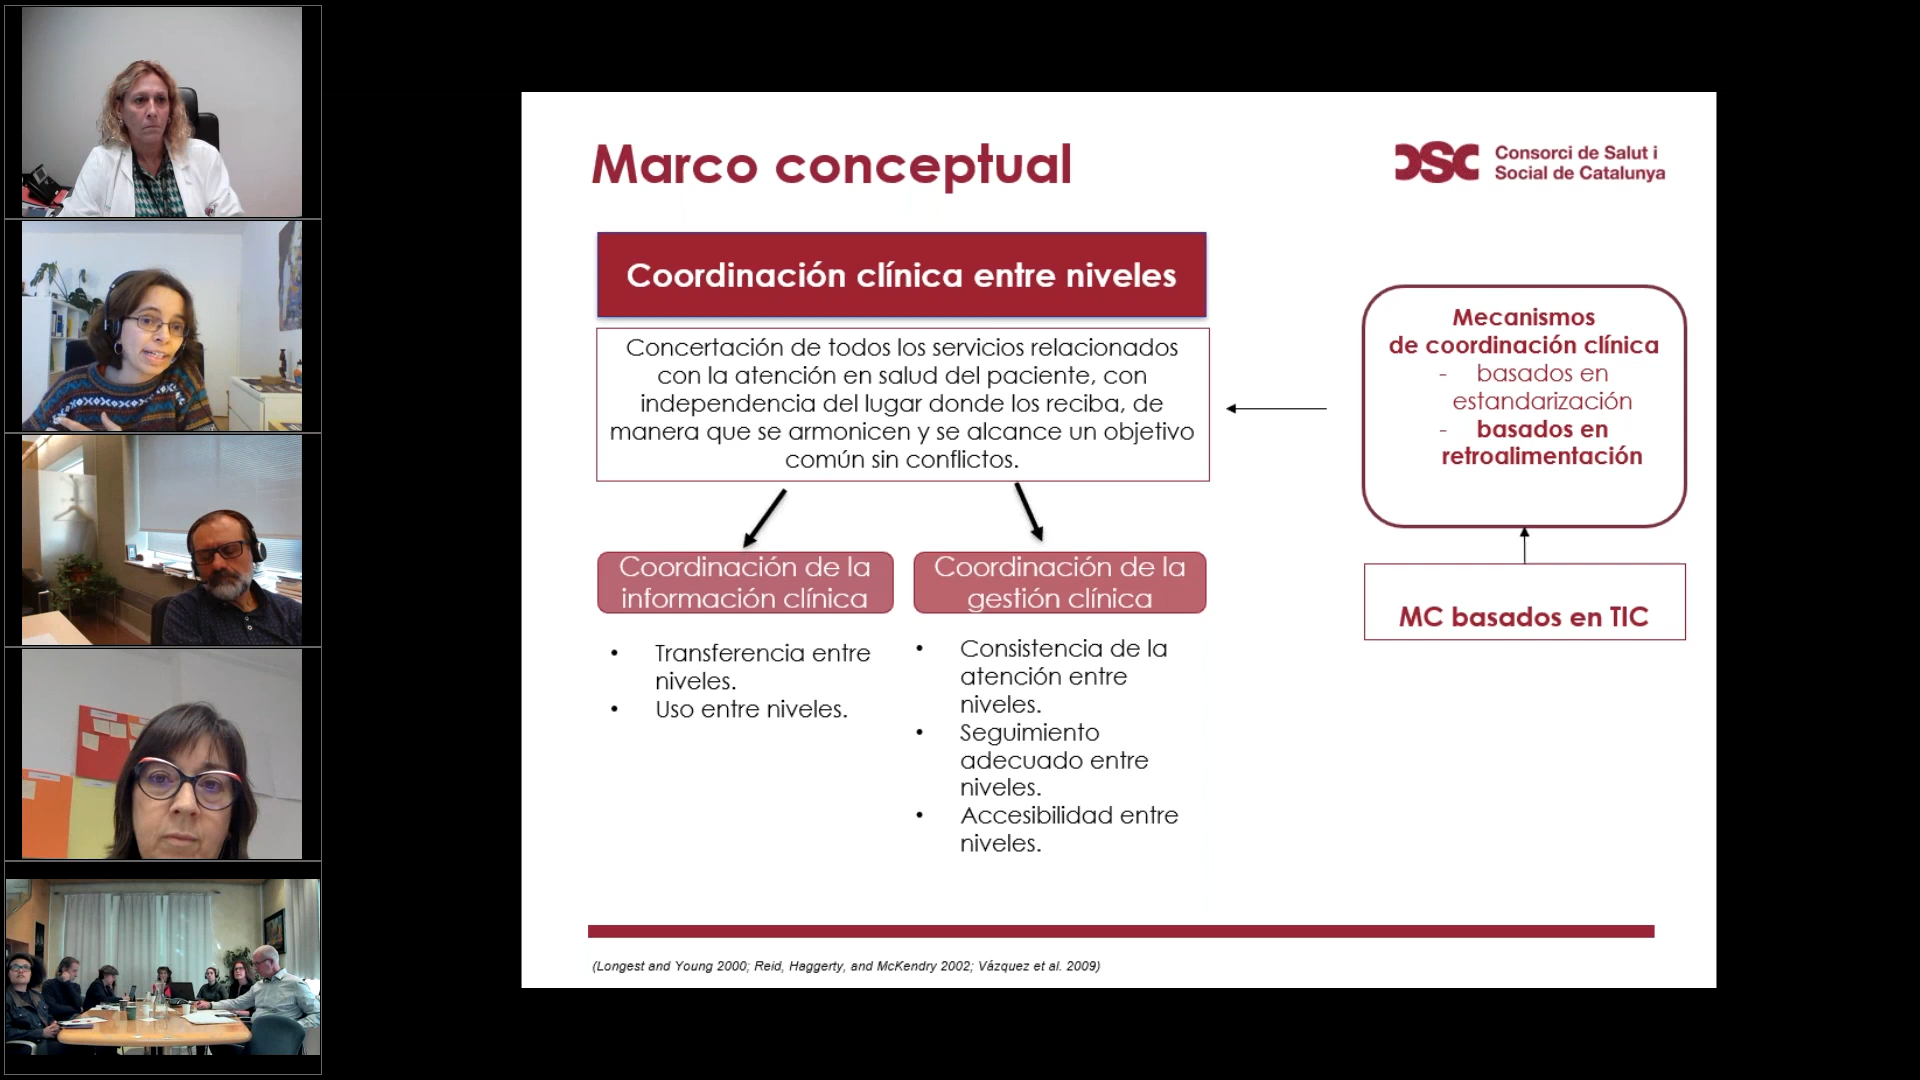 Marco conceptual
CSC
Consorci de Salut i
Social de Catalunya
Coordinación clínica entre niveles
Concertación de todos los servicios relacionados
con la atención en salud del paciente, con
independencia del lugar donde los reciba, de
manera que se armonicen y se alcance un objetivo
común sin conflictos.
Coordinación de la
información clínica
• Transferencia entre
niveles.
• Uso entre niveles.
Coordinación de la
gestión clínica
• Consistencia de la
atención entre
niveles.
• Seguimiento
adecuado entre
niveles.
• Accesibilidad entre
niveles.
Mecanismos
de coordinación clínica
- basados en
estandarización
- basados en
retroalimentación
MC basados en TIC
(Longest and Young 2000; Reid, Haggerty, and McKendry 2002; Vázquez et al. 2009)